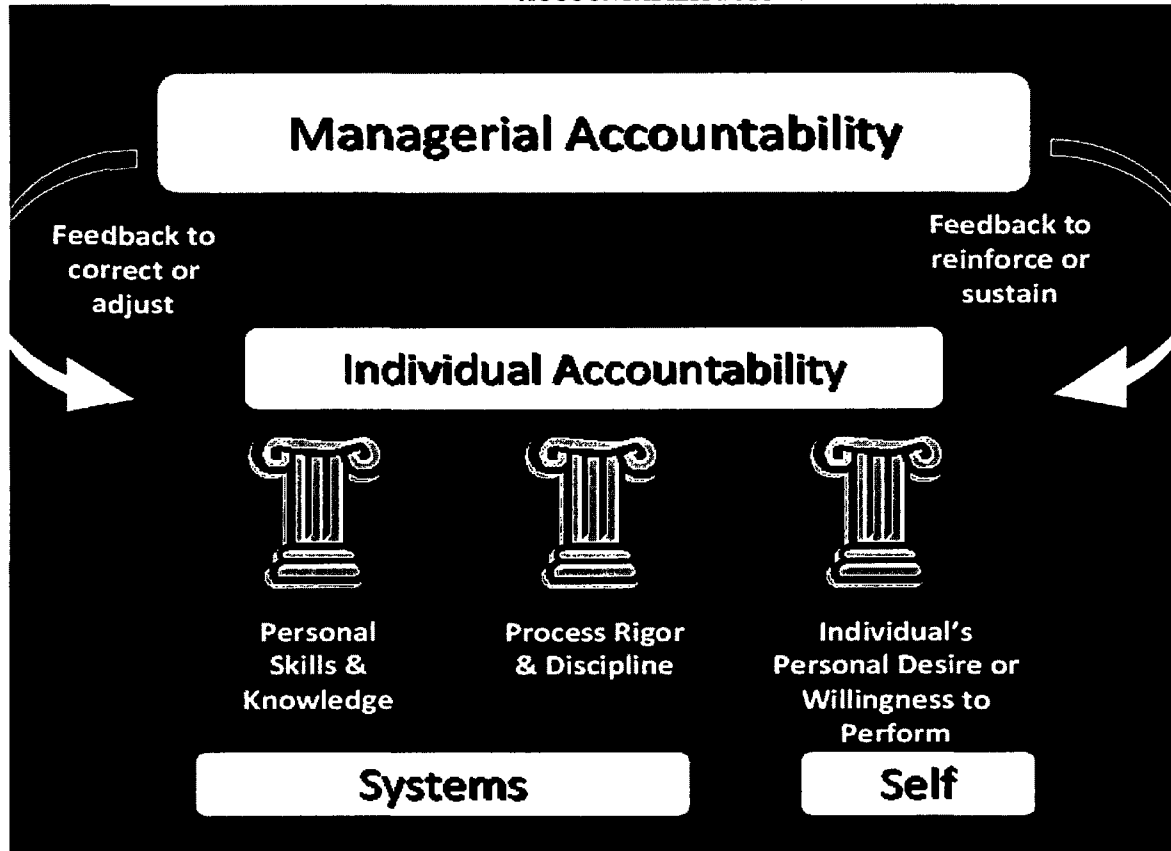 Managerial Accountability
Feedback to
correct or
adjust
Feedback to
reinforce or
sustain
Individual Accountability
Personal
Skills &
Knowledge
Process Rigor
& Discipline
Individual's
Personal Desire or
Willingness to
Perform
Systems
Self